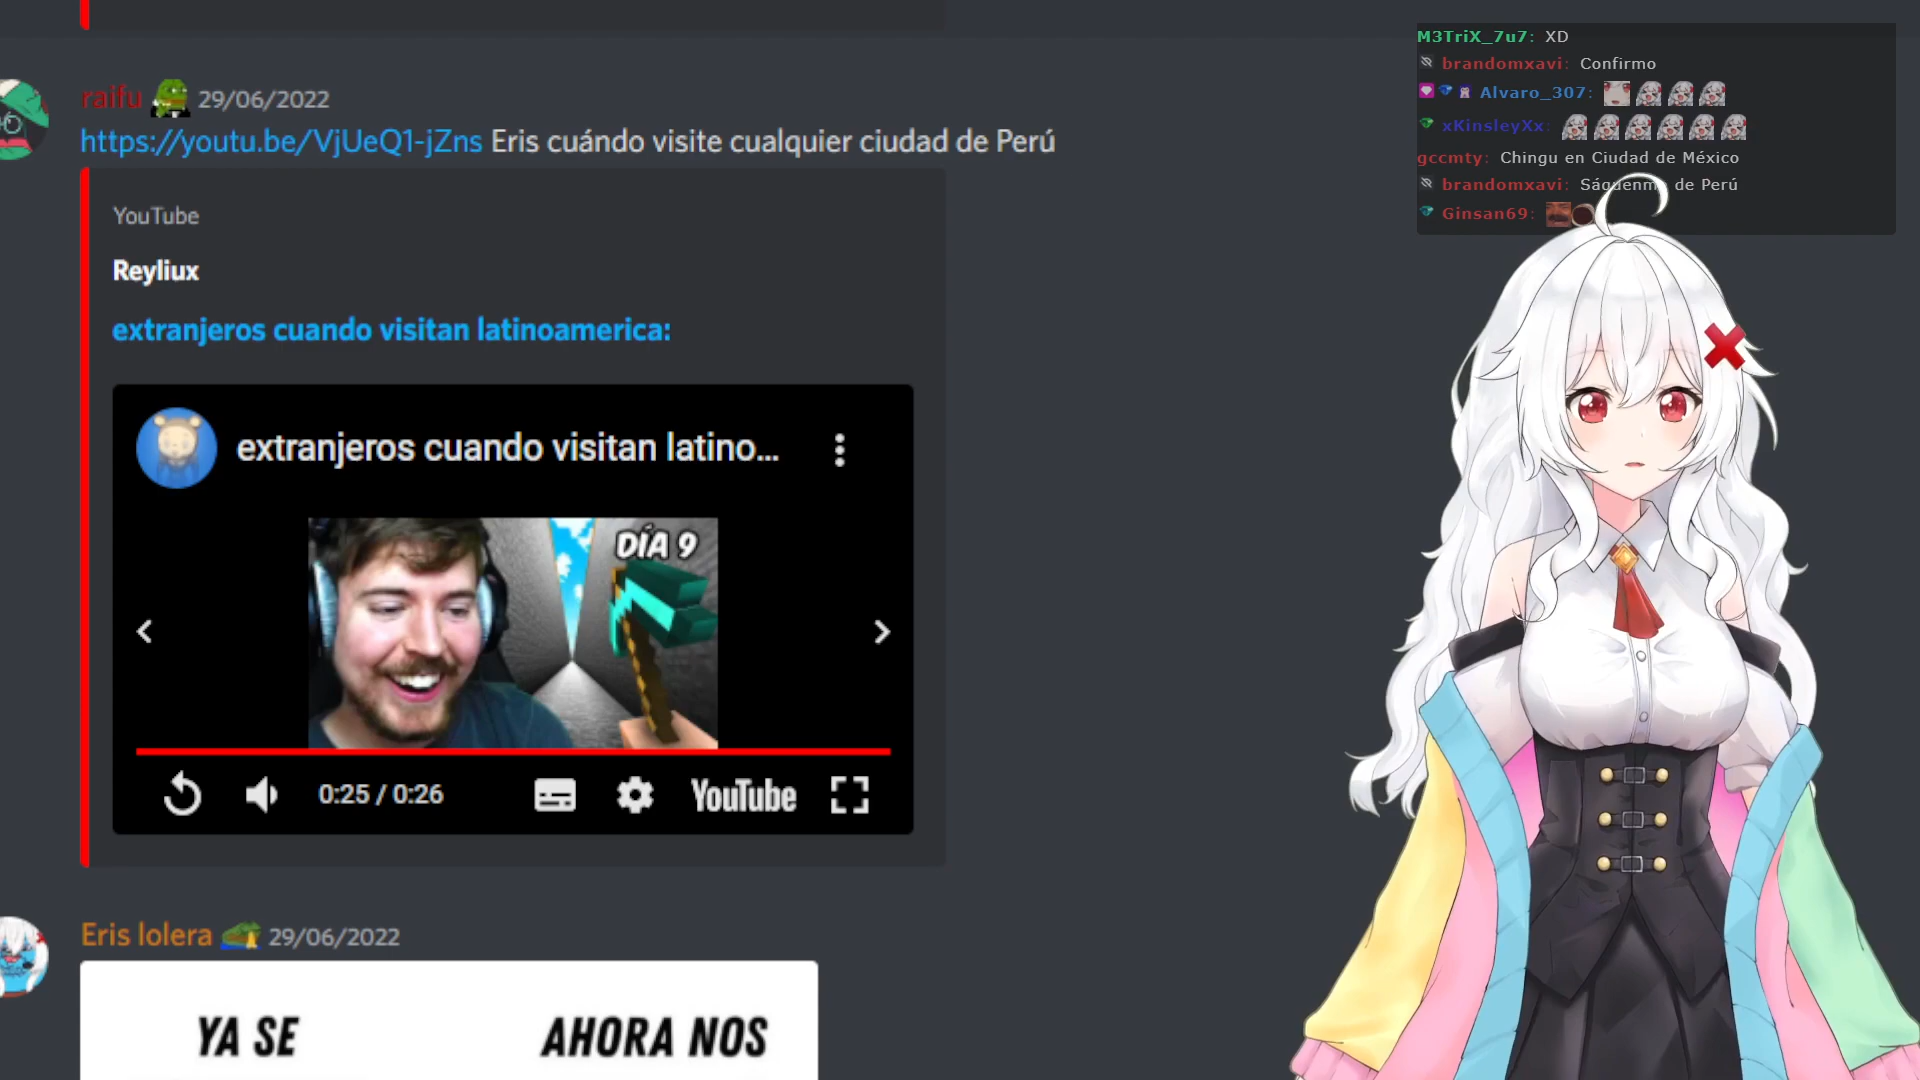 raifu 29/06/2022
https://youtu.be/VjUeQ1-jZns Eris cuándo visite cualquier ciudad de Perú
YouTube
Reyliux
extranjeros cuando visitan latinoamerica:
extranjeros cuando visitan latino...
DÍA 9
0:25 / 0:26
YouTube
Eris lolera 29/06/2022
YA SE
AHORA NOS
M3TriX_7u7: XD
brandomxavi: Confirmo
Alvaro_307:
xKinsleyXx:
gccmty: Chingu en Ciudad de México
brandomxavi: Sáquenme de Perú
Ginsan69: